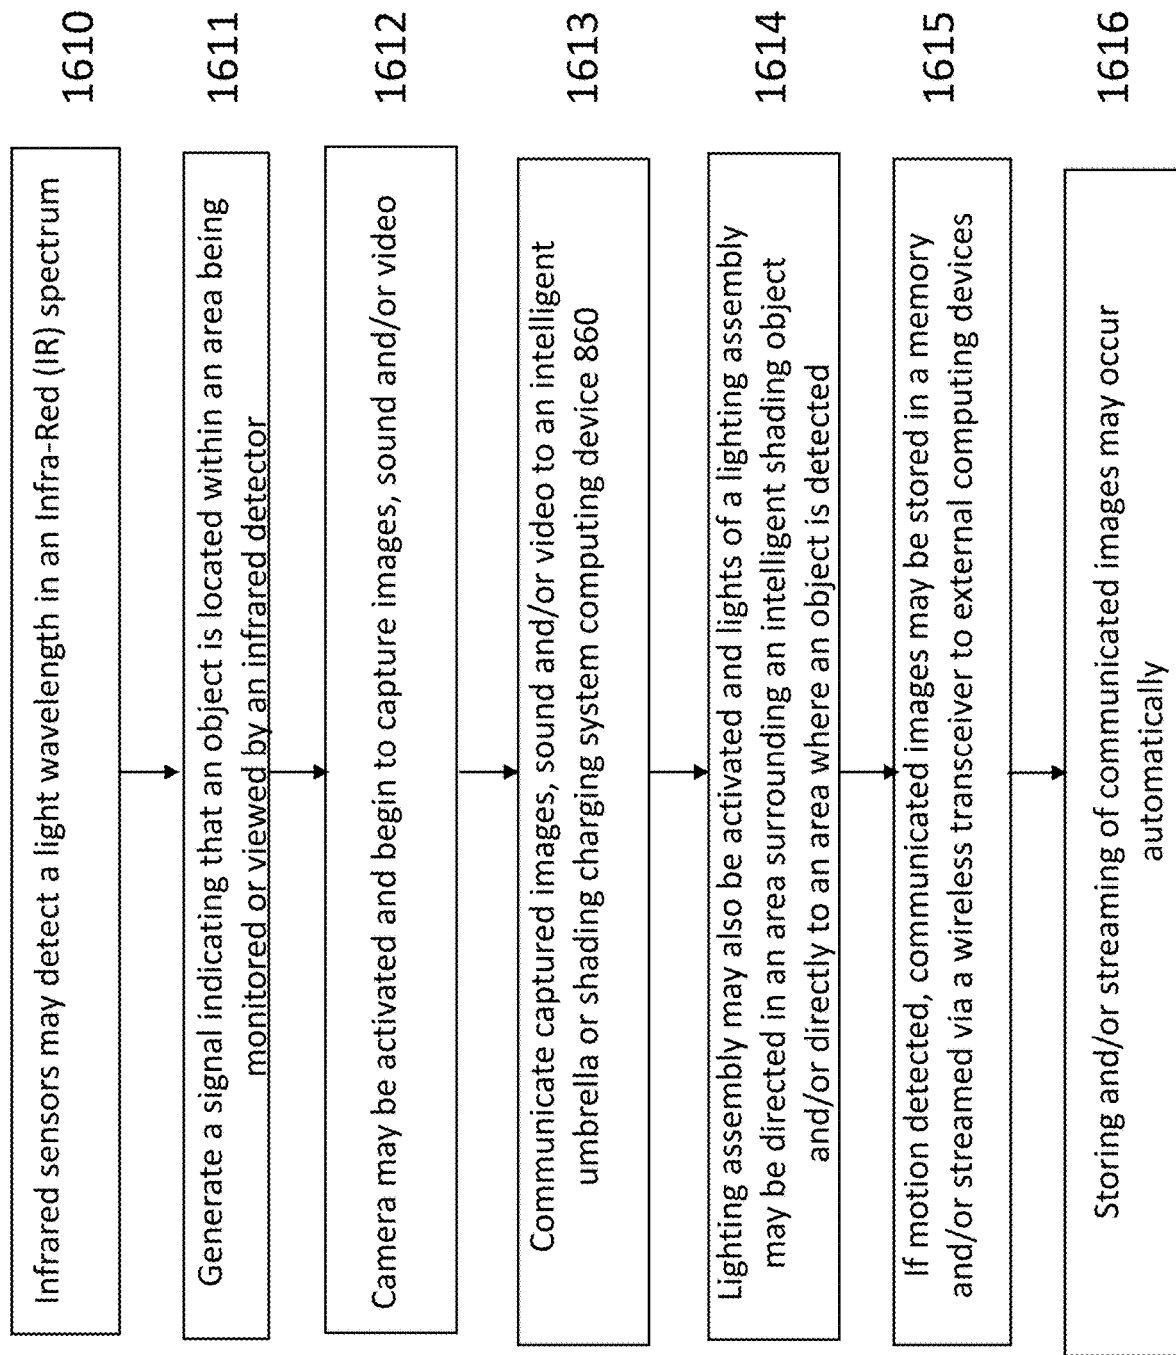 Infrared sensors may detect a light wavelength in an Infra-Red (IR) spectrum
1610
Generate a signal indicating that an object is located within an area being
monitored or viewed by an infrared detector
1611
Camera may be activated and begin to capture images, sound and/or video
1612
Communicate captured images, sound and/or video to an intelligent
umbrella or shading charging system computing device 860
1613
Lighting assembly may also be activated and lights of a lighting assembly
may be directed in an area surrounding an intelligent shading object
and/or directly to an area where an object is detected
1614
If motion detected, communicated images may be stored in a memory
and/or streamed via a wireless transceiver to external computing devices
1615
Storing and/or streaming of communicated images may occur
automatically
1616